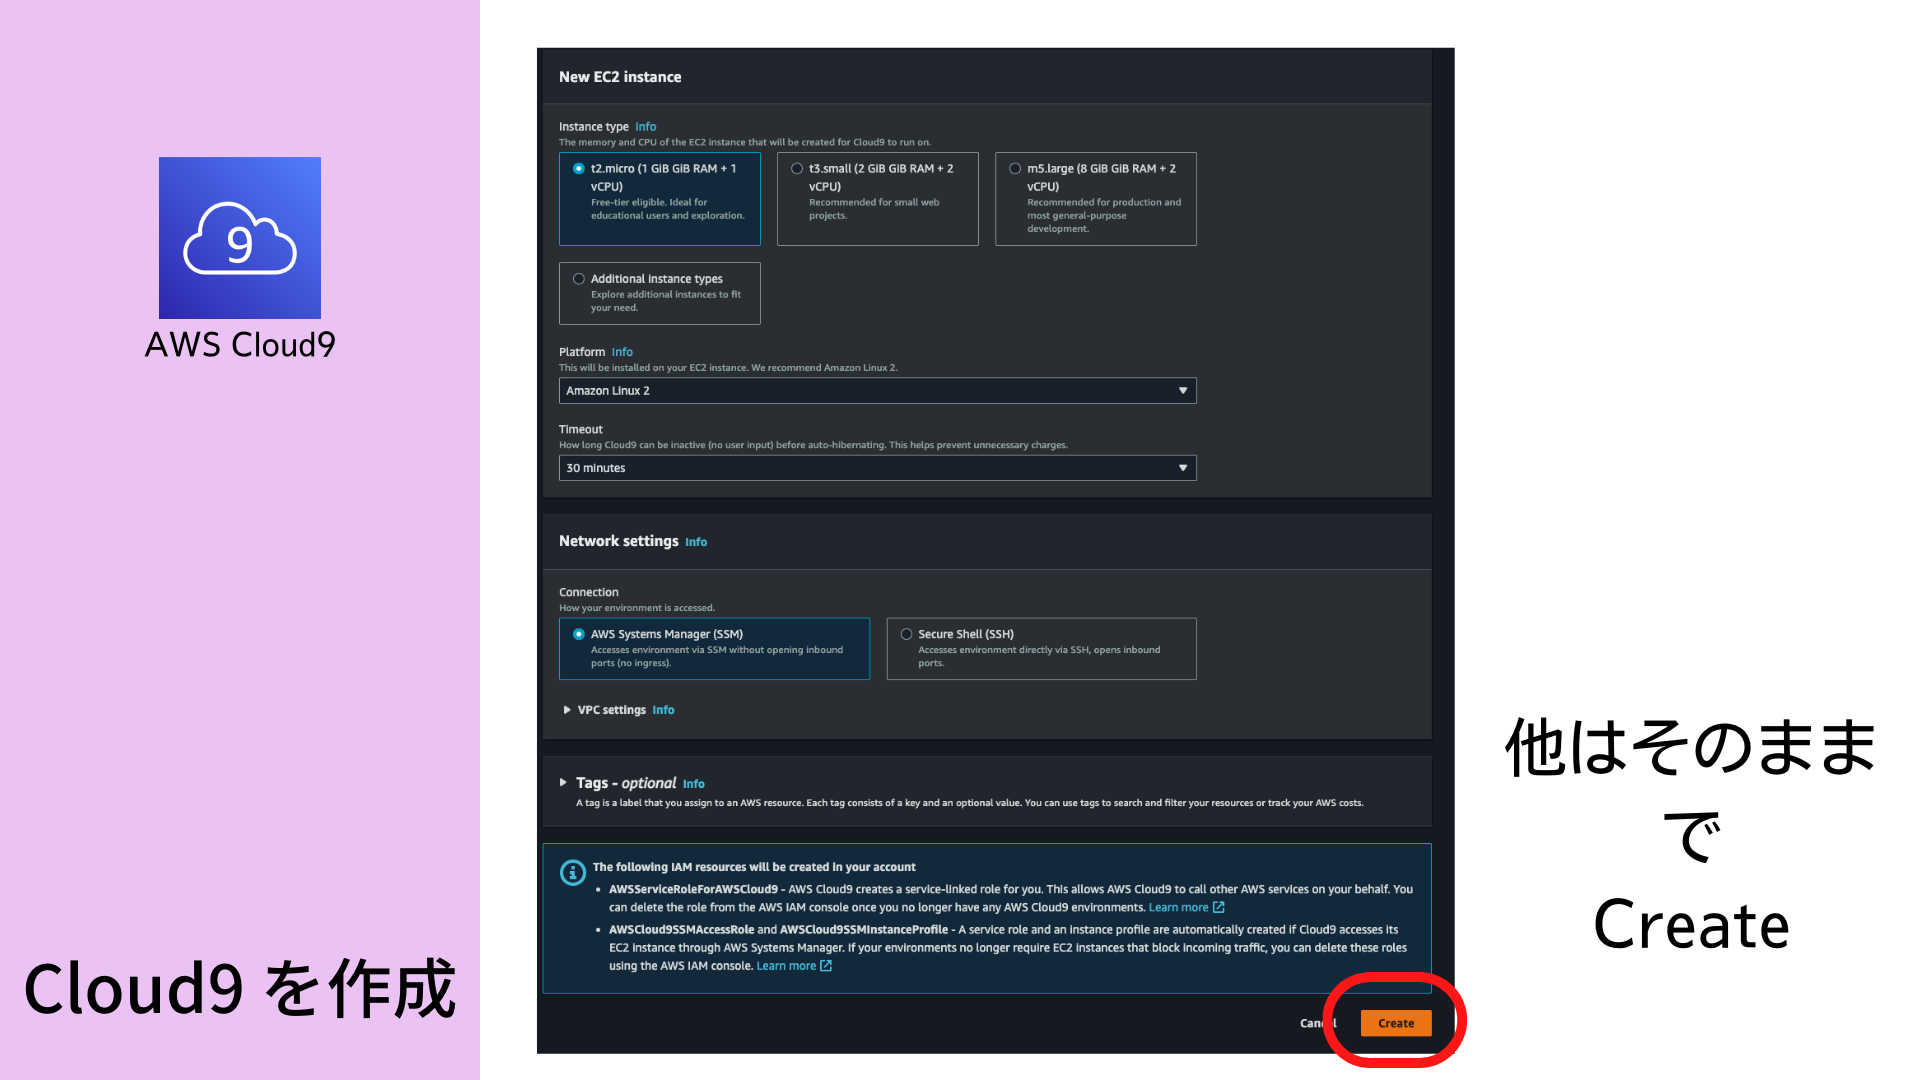 9
AWS Cloud9
Cloud9 を作成
New EC2 instance
Instance type Info
The memory and CPU of the EC2 instance that will be created for Cloud9 to run on.
t2.micro (1 GiB GiB RAM + 1
vCPU)
Free-tier eligible. Ideal for
educational users and exploration.
t3.small (2 GiB GiB RAM + 2
vCPU)
Recommended for small web
projects.
m5.large (8 GiB GiB RAM + 2
vCPU)
Recommended for production and
most general-purpose
development.
Additional instance types
Explore additional instances to fit
your need.
Platform Info
This will be installed on your EC2 instance. We recommend Amazon Linux 2.
Amazon Linux 2
Timeout
How long Cloud9 can be inactive (no user input) before auto-hibernating. This helps prevent unnecessary charges.
30 minutes
Network settings Info
Connection
How your environment is accessed.
AWS Systems Manager (SSM)
Accesses environment via SSM without opening inbound
ports (no ingress).
Secure Shell (SSH)
Accesses environment directly via SSH, opens inbound
ports.
VPC settings Info
Tags - optional Info
A tag is a label that you assign to an AWS resource. Each tag consists of a key and an optional value. You can use tags to search and filter your resources or track your AWS costs.
The following IAM resources will be created in your account
• AWSServiceRoleForAWSCloud9 - AWS Cloud9 creates a service-linked role for you. This allows AWS Cloud9 to call other AWS services on your behalf. You
can delete the role from the AWS IAM console once you no longer have any AWS Cloud9 environments. Learn more
• AWSCloud9SSMAccessRole and AWSCloud9SSMInstanceProfile - A service role and an instance profile are automatically created if Cloud9 accesses its
EC2 instance through AWS Systems Manager. If your environments no longer require EC2 instances that block incoming traffic, you can delete these roles
using the AWS IAM console. Learn more
Cancel
Create
他はそのまま
で
Create